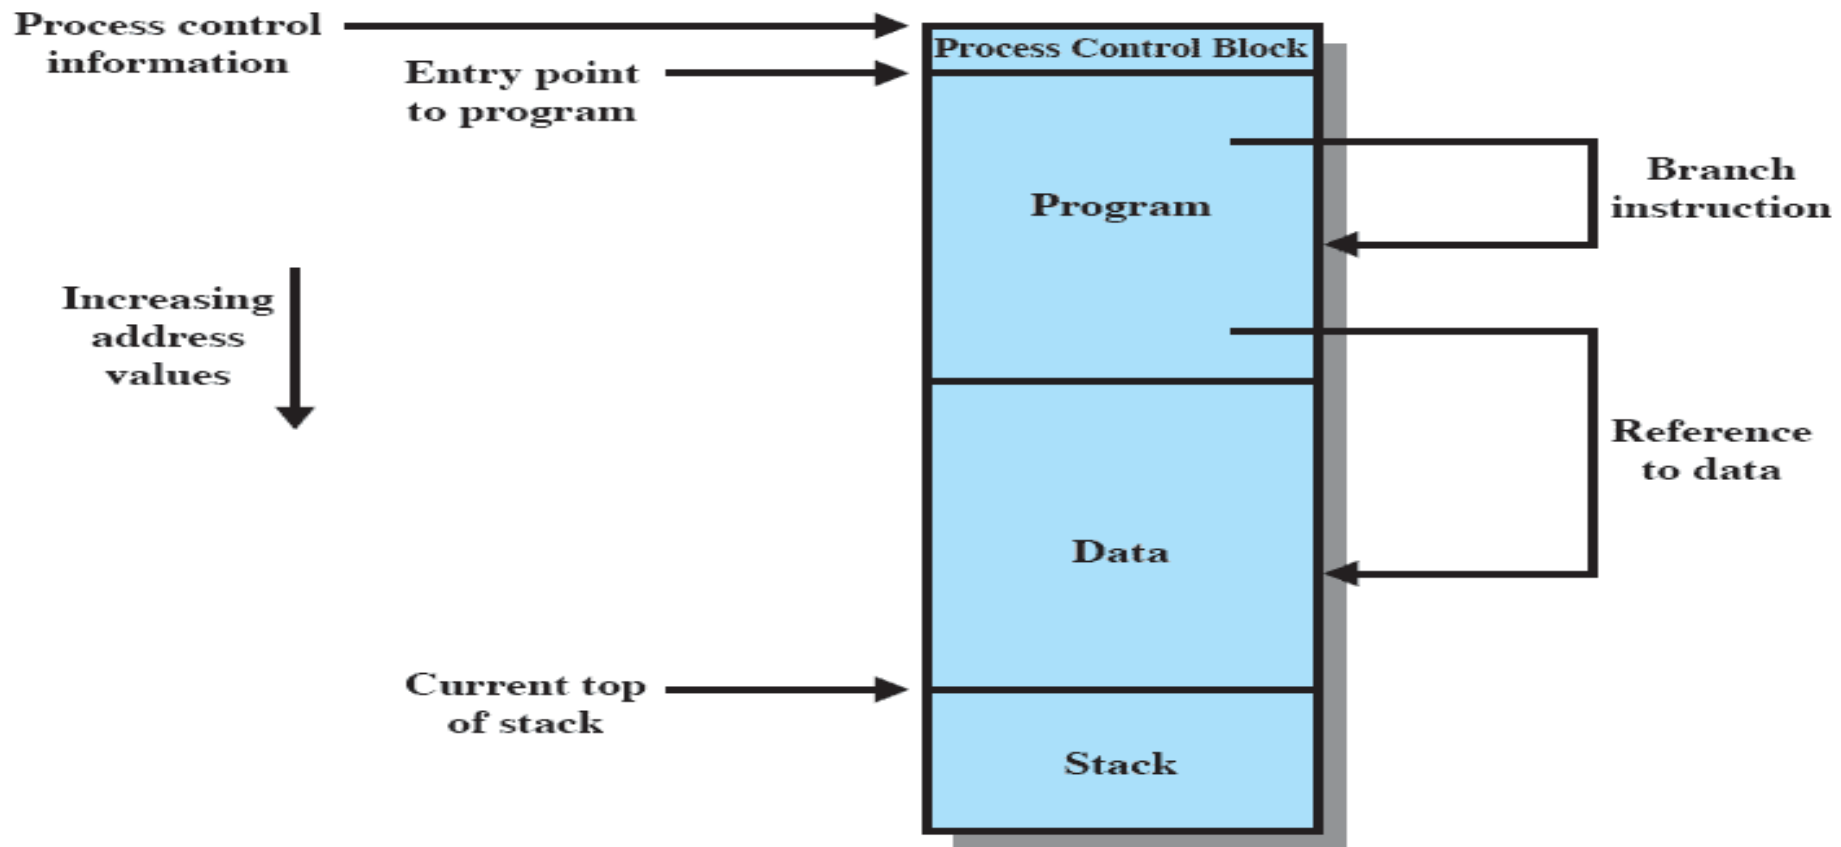 Process control
information
Entry point
to program
Process Control Block
Program
Branch
instruction
Increasing
address
values
Reference
to data
Data
Current top
of stack
Stack